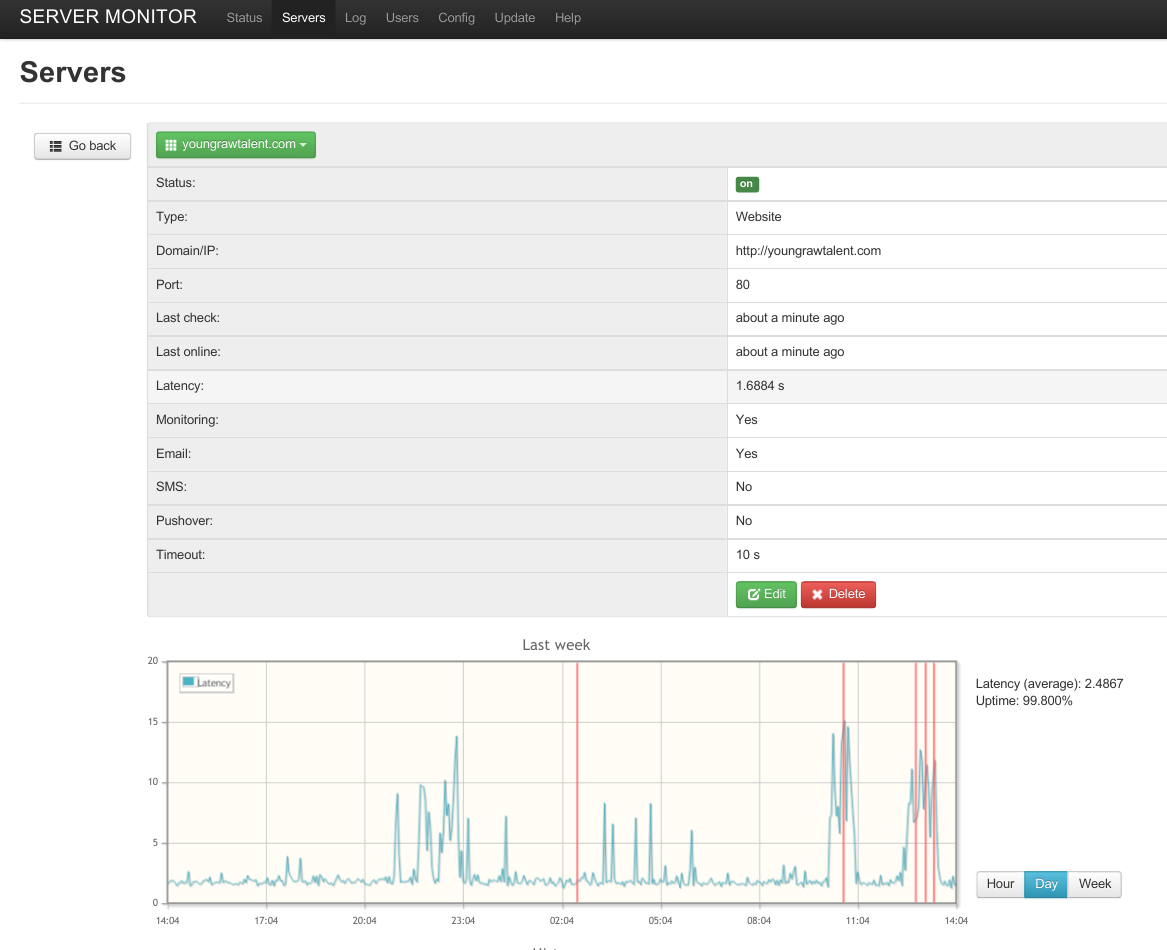 SERVER MONITOR Status Servers Log Users Config Update Help
Servers
Go back
youngrawtalent.com
Status: on
Type: Website
Domain/IP: http://youngrawtalent.com
Port: 80
Last check: about a minute ago
Last online: about a minute ago
Latency: 1.6884 s
Monitoring: Yes
Email: Yes
SMS: No
Pushover: No
Timeout: 10 s
Edit Delete
Last week
20
15
10
5
0
Latency
14:04 17:04 20:04 23:04 02:04 05:04 08:04 11:04 14:04
Latency (average): 2.4867
Uptime: 99.800%
Hour Day Week